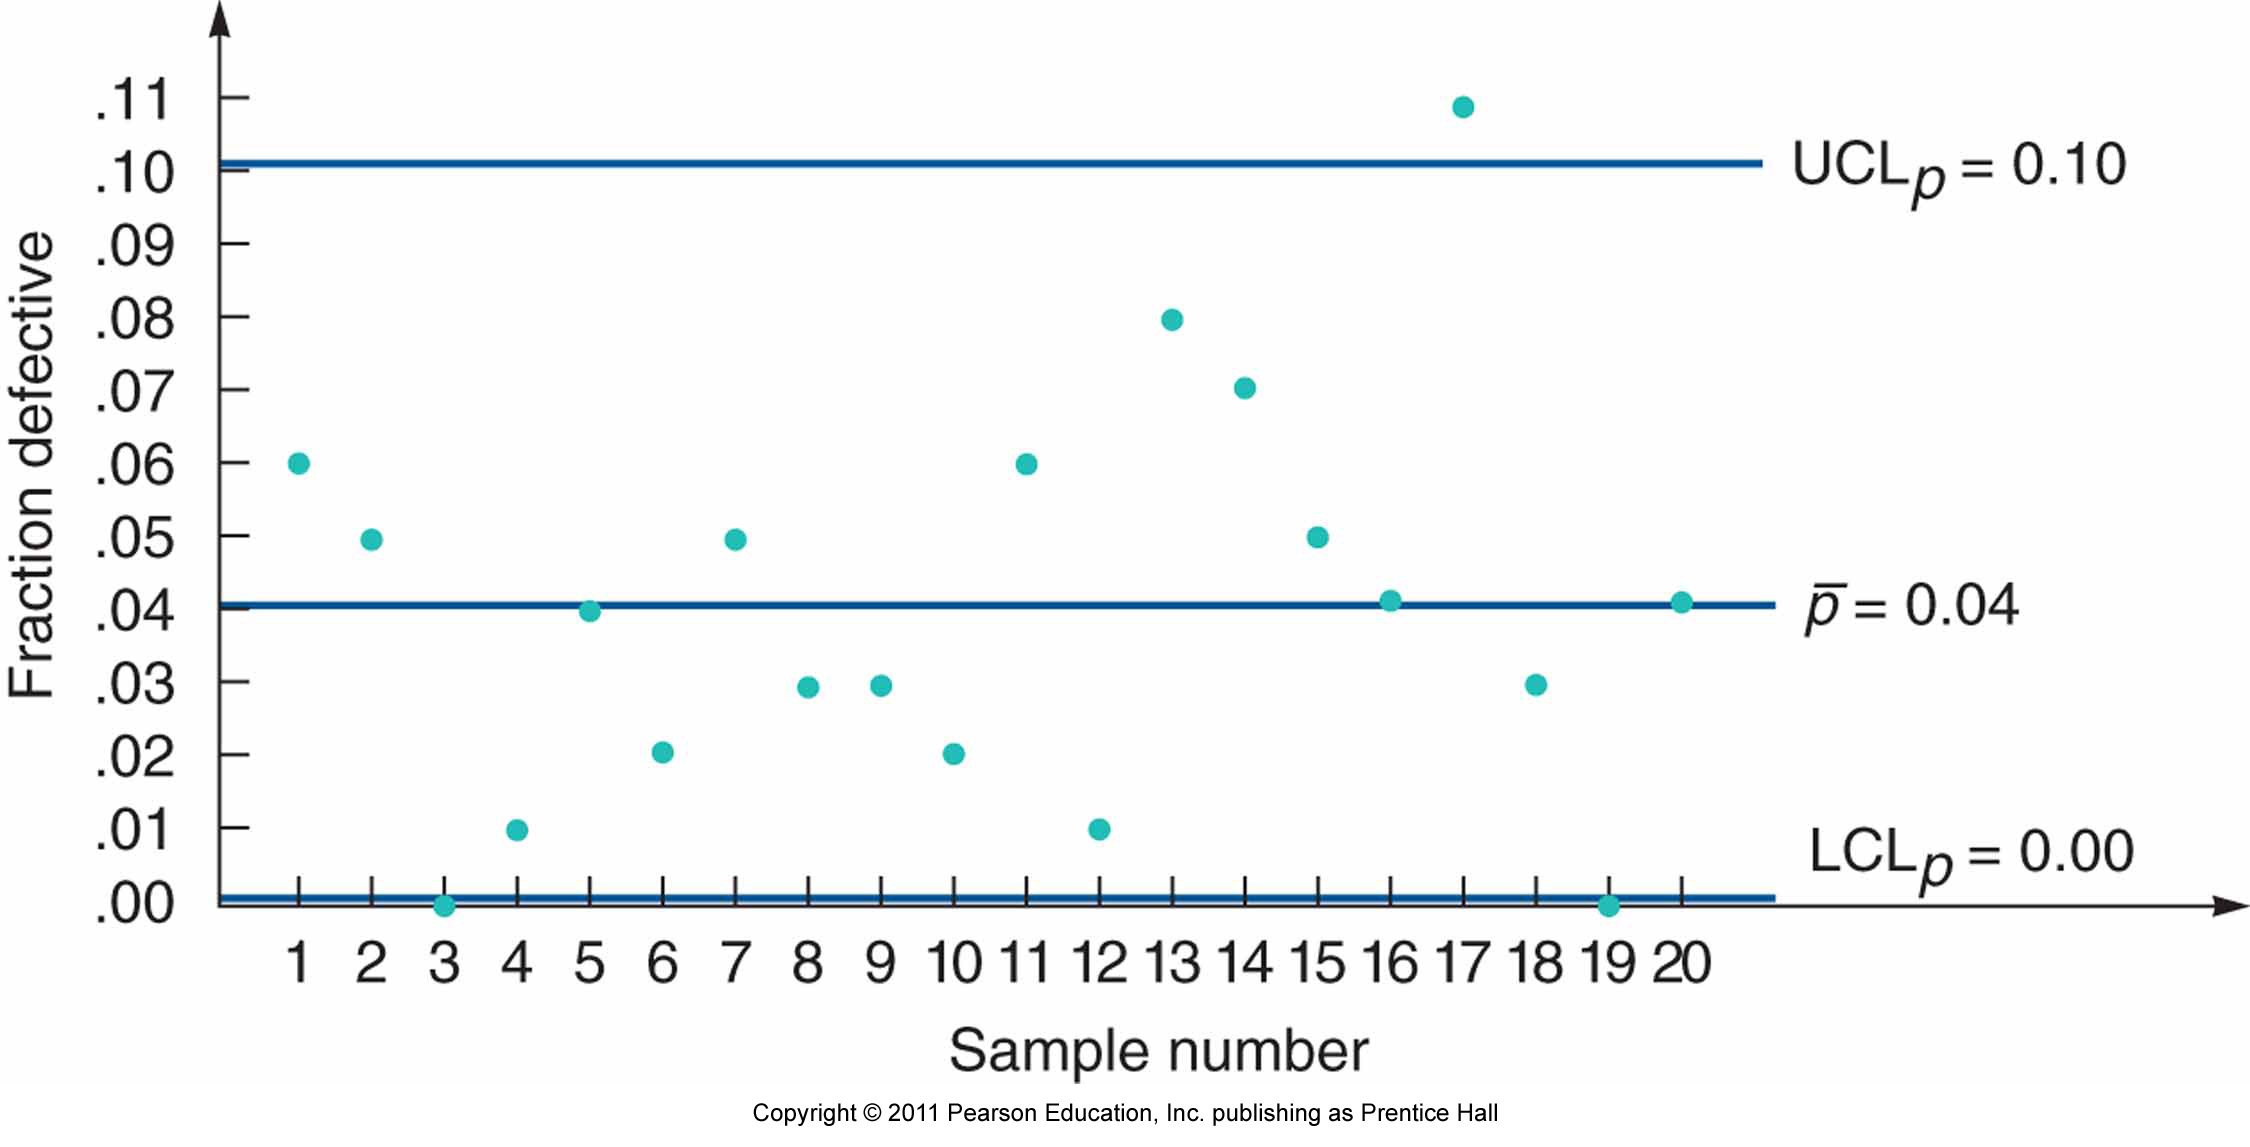 Fraction defective
.11
.10
.09
.08
.07
.06
.05
.04
.03
.02
.01
.00
UCLp = 0.10
p̅ = 0.04
LCLp = 0.00
1 2 3 4 5 6 7 8 9 10 11 12 13 14 15 16 17 18 19 20
Sample number
Copyright © 2011 Pearson Education, Inc. publishing as Prentice Hall